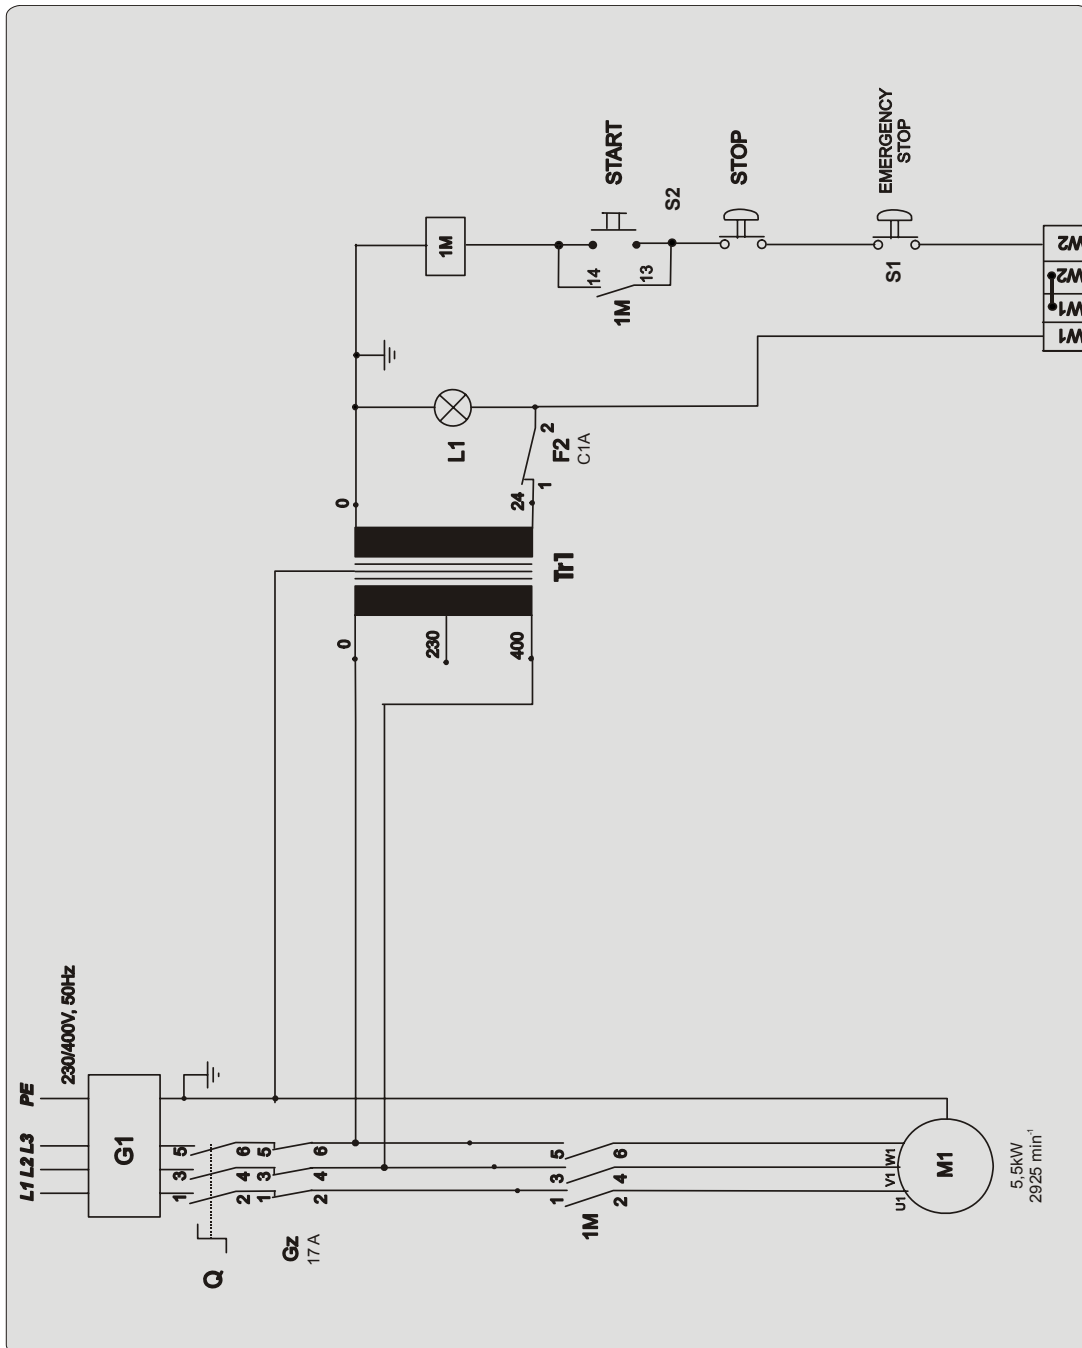 START
EMERGENCY
STOP
STOP
S2
1M
14
13
1M
S1
W2
W2
W1
W1
L1
2
F2
C1A
1
0
24
Tr1
0
230
400
230/400V, 50Hz
L1 L2 L3 PE
G1
5 6 5 6 5 6
3 4 3 4 3 4
1 2 1 2 1 2
Q
Gz
17 A
1M
U1 V1 W1
M1
5,5kW
2925 min⁻¹